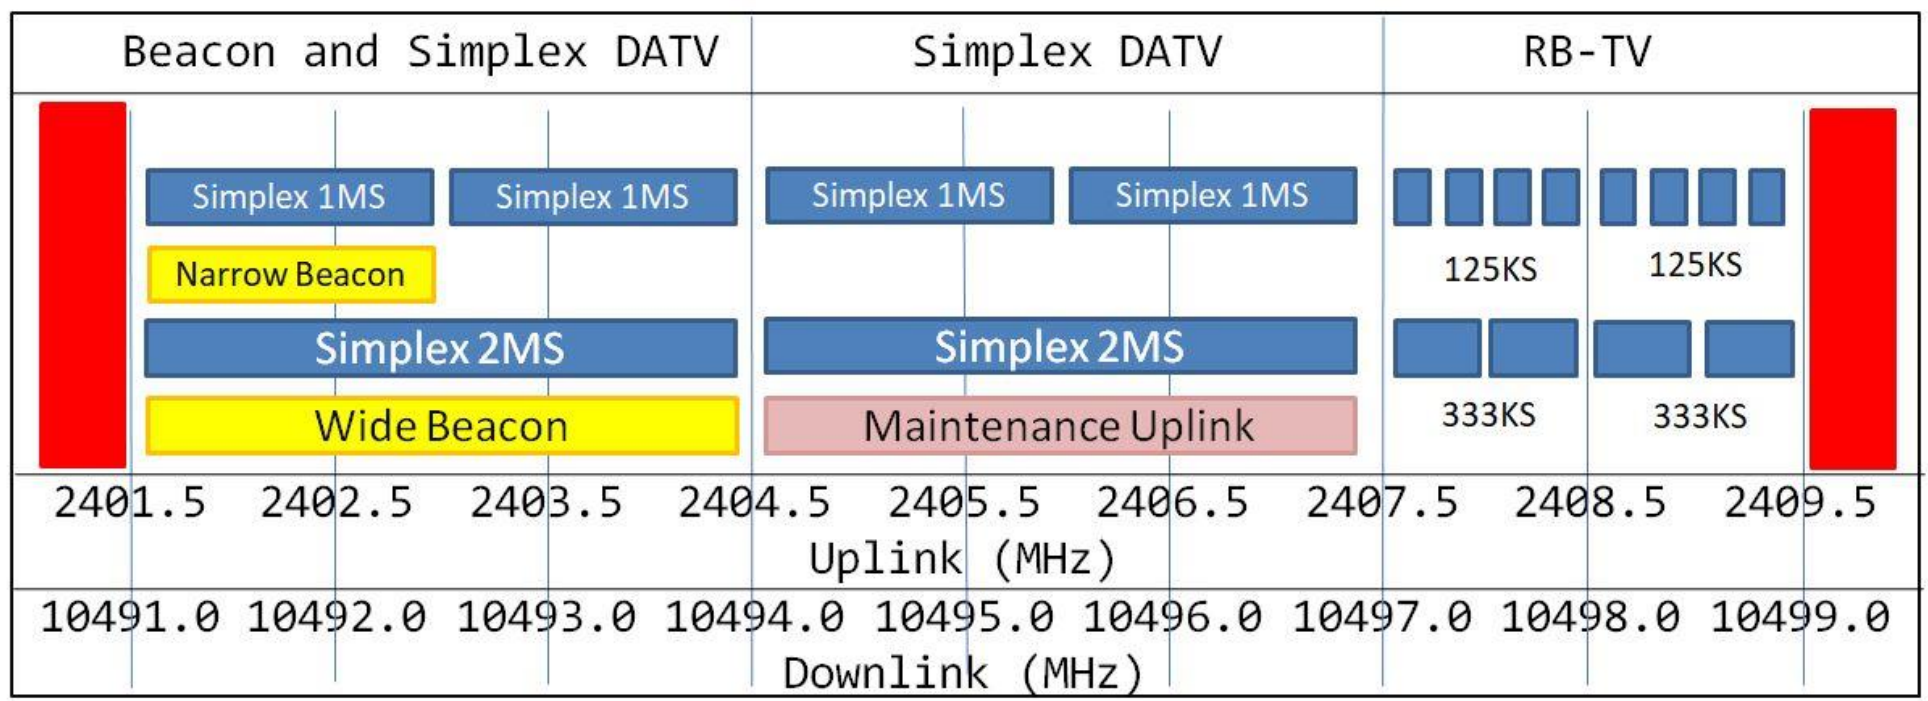 Beacon and Simplex DATV Simplex DATV RB-TV
Simplex 1MS Simplex 1MS Simplex 1MS Simplex 1MS
Narrow Beacon 125KS 125KS
Simplex 2MS Simplex 2MS
Wide Beacon Maintenance Uplink 333KS 333KS
2401.5 2402.5 2403.5 2404.5 2405.5 2406.5 2407.5 2408.5 2409.5
Uplink (MHz)
10491.0 10492.0 10493.0 10494.0 10495.0 10496.0 10497.0 10498.0 10499.0
Downlink (MHz)